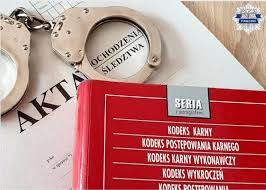 DOCHODZENIA
ŚLEDZTWA
AKTA
SERIA
KODEKS KARNY
KODEKS POSTĘPOWANIA KARNEGO
KODEKS KARNY WYKONAWCZY
KODEKS WYKROCZEŃ
KODEKS POSTĘPOWANIA